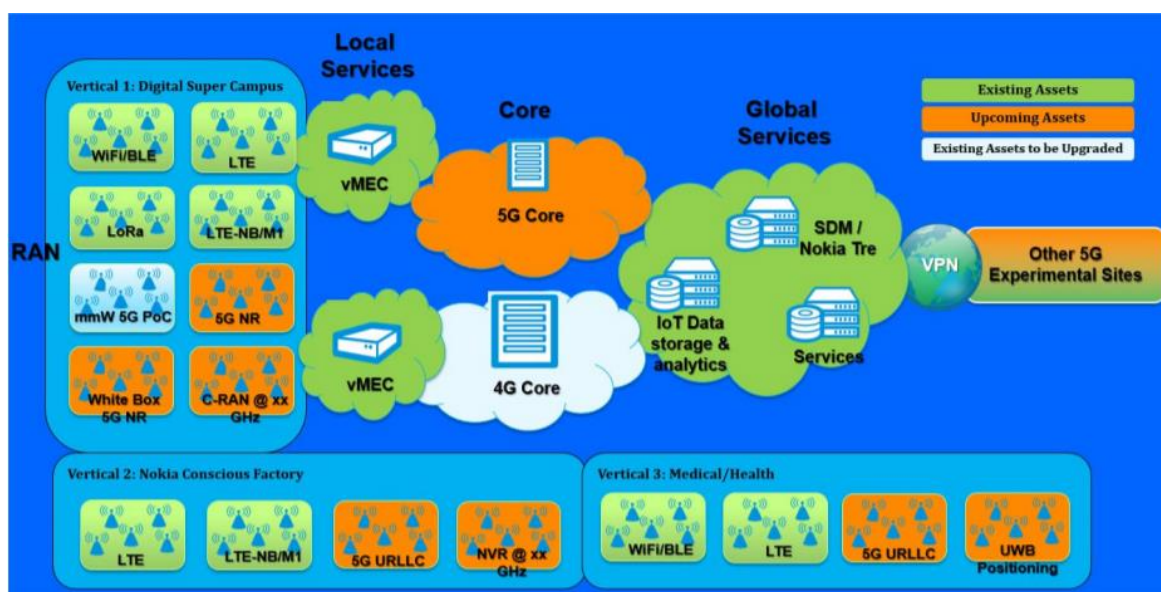 Local
Services
Vertical 1: Digital Super Campus
WiFi/BLE
LTE
LoRa
LTE-NB/M1
RAN
mmW 5G PoC
5G NR
White Box
5G NR
C-RAN @ xx
GHz
vMEC
vMEC
Core
5G Core
4G Core
Global
Services
SDM /
Nokia Tre
IoT Data
storage &
analytics
Services
Existing Assets
Upcoming Assets
Existing Assets to be Upgraded
VPN
Other 5G
Experimental Sites
Vertical 2: Nokia Conscious Factory
LTE
LTE-NB/M1
5G URLLC
NVR @ xx
GHz
Vertical 3: Medical/Health
WiFi/BLE
LTE
5G URLLC
UWB
Positioning